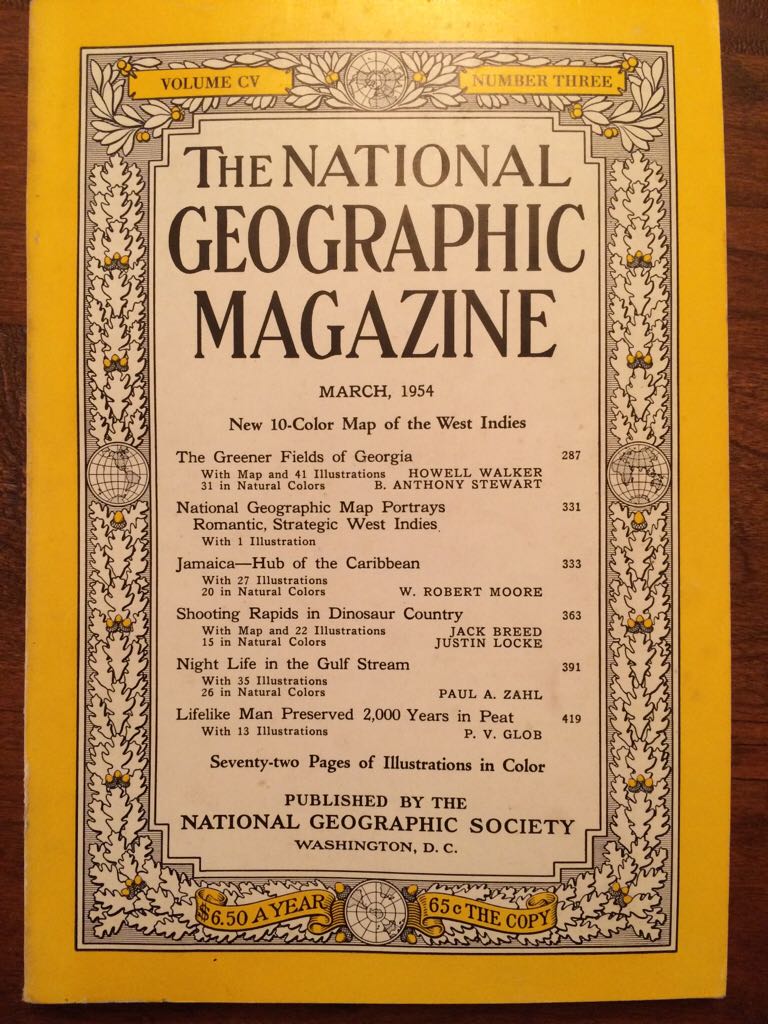 VOLUME CV NUMBER THREE
THE NATIONAL
GEOGRAPHIC
MAGAZINE
MARCH, 1954
New 10-Color Map of the West Indies
The Greener Fields of Georgia 287
With Map and 41 Illustrations HOWELL WALKER
31 in Natural Colors B. ANTHONY STEWART
National Geographic Map Portrays 331
Romantic, Strategic West Indies
With 1 Illustration
Jamaica—Hub of the Caribbean 333
With 27 Illustrations
20 in Natural Colors W. ROBERT MOORE
Shooting Rapids in Dinosaur Country 363
With Map and 22 Illustrations JACK BREED
15 in Natural Colors JUSTIN LOCKE
Night Life in the Gulf Stream 391
With 35 Illustrations
26 in Natural Colors PAUL A. ZAHL
Lifelike Man Preserved 2,000 Years in Peat 419
With 13 Illustrations P. V. GLOB
Seventy-two Pages of Illustrations in Color
PUBLISHED BY THE
NATIONAL GEOGRAPHIC SOCIETY
WASHINGTON, D. C.
$6.50 A YEAR 65c THE COPY